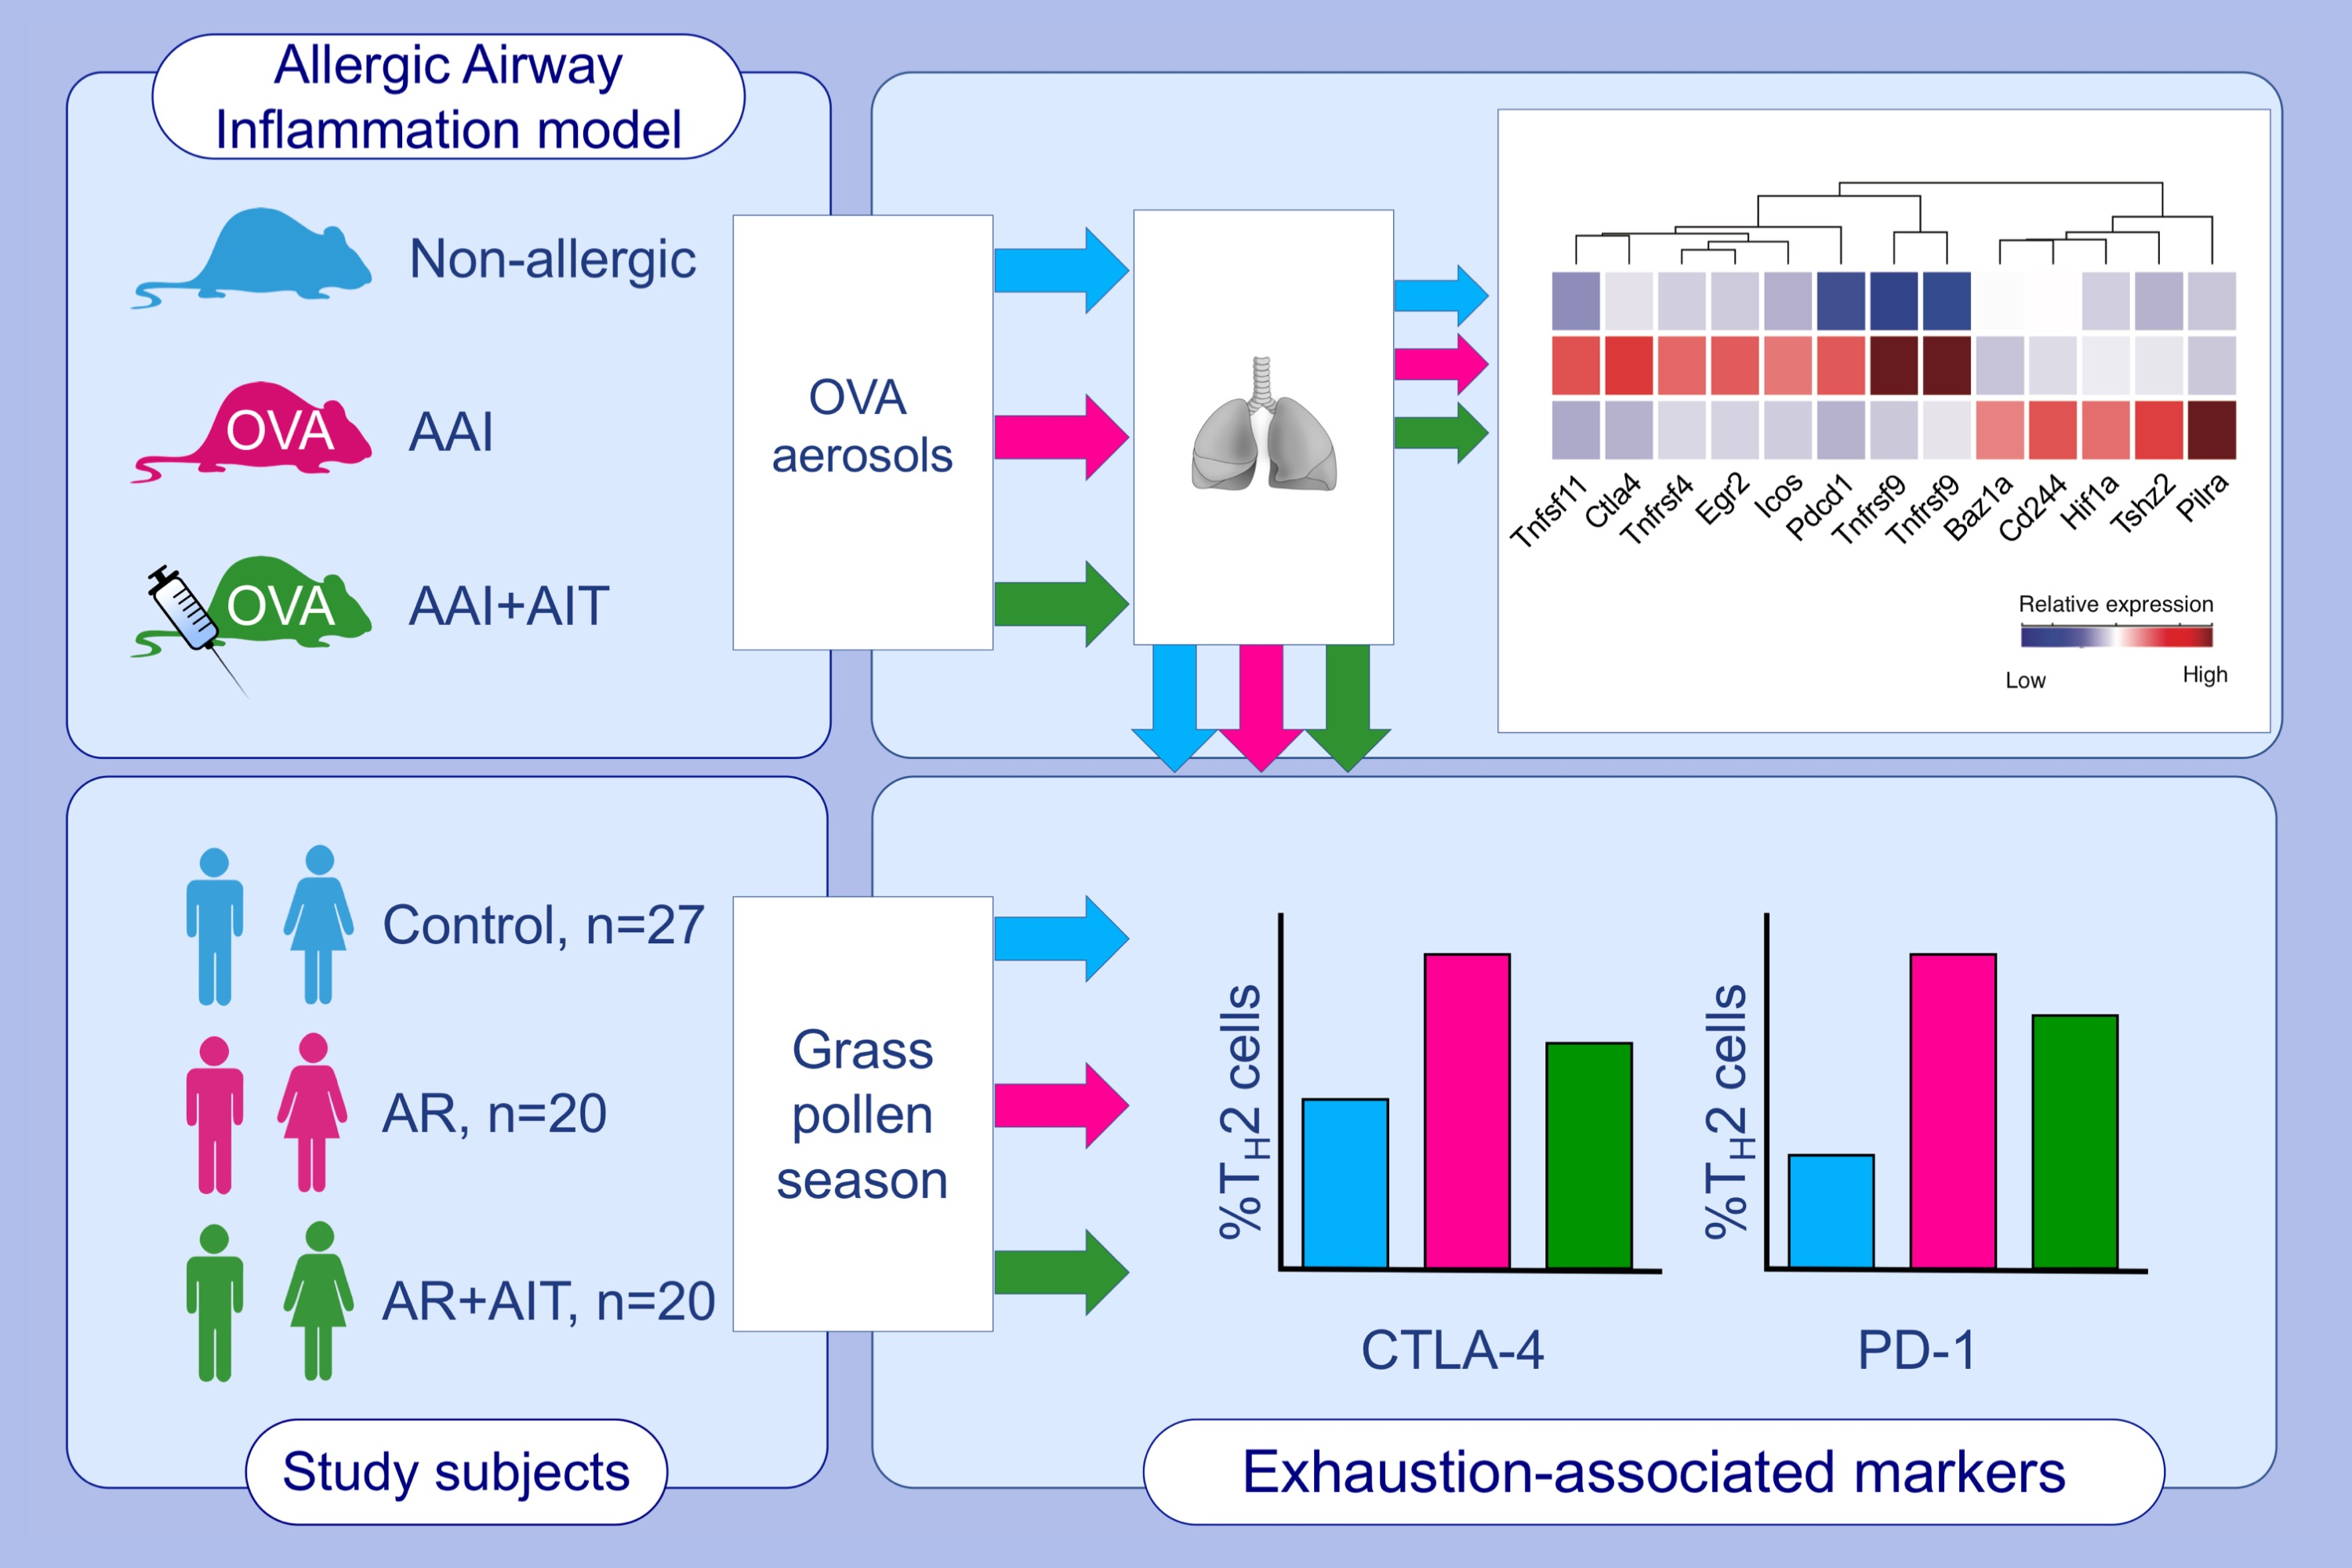 Allergic Airway
Inflammation model
Non-allergic
OVA
AAI
OVA
AAI+AIT
OVA
aerosols
Tnfsf11
Ctla4
Tnfrsf4
Egr2
Icos
Pdcd1
Tnfrsf9
Tnfrsf9
Baz1a
Cd244
Hif1a
Tshz2
Pilra
Relative expression
Low
High
Control, n=27
AR, n=20
AR+AIT, n=20
Grass
pollen
season
%TH2 cells
CTLA-4
%TH2 cells
PD-1
Study subjects
Exhaustion-associated markers